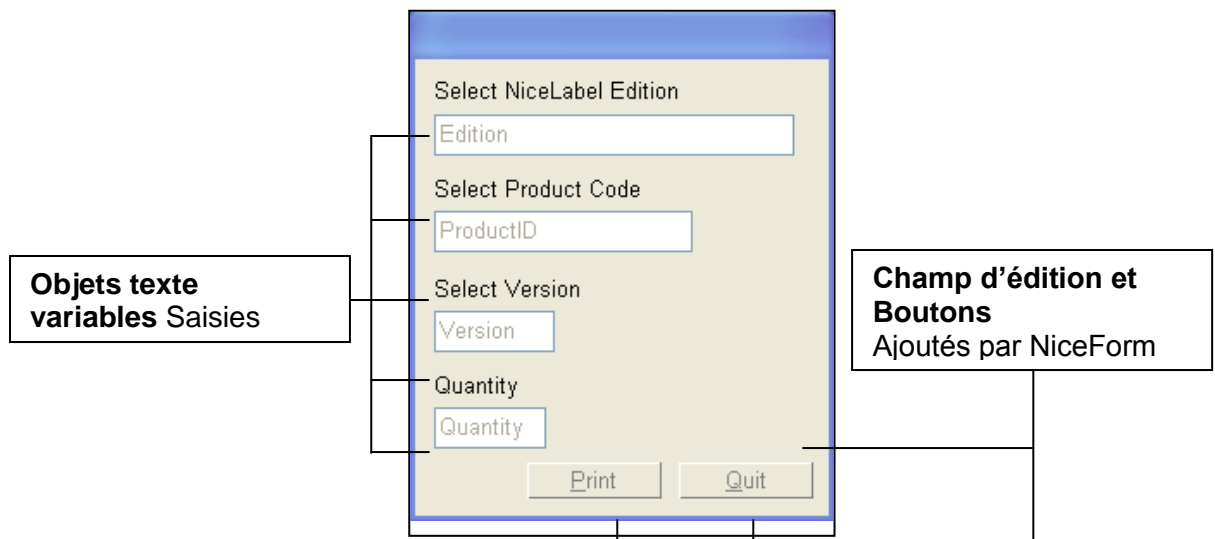 Select NiceLabel Edition
Edition
Select Product Code
ProductID
Select Version
Version
Quantity
Quantity
Print
Quit
Objets texte
variables Saisies
Champ d'édition et
Boutons
Ajoutés par NiceForm